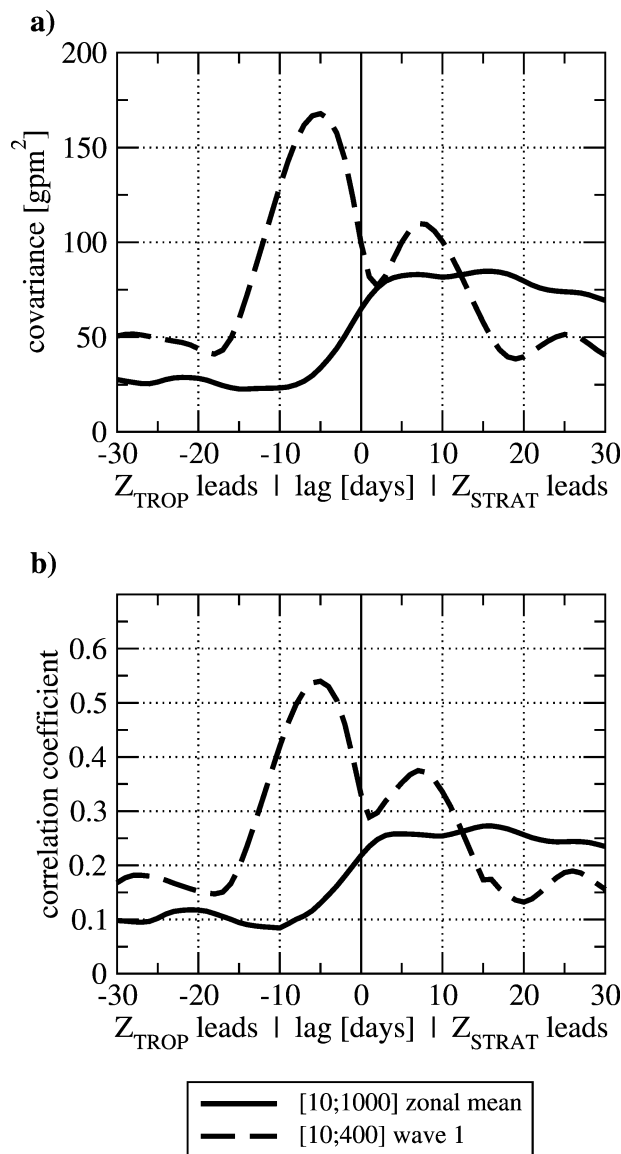 a)
covariance [gpm²]
200
150
100
50
0
-30 -20 -10 0 10 20 30
Z_TROP leads | lag [days] | Z_STRAT leads
b)
correlation coefficient
0.6
0.5
0.4
0.3
0.2
0.1
0
-30 -20 -10 0 10 20 30
Z_TROP leads | lag [days] | Z_STRAT leads
[10;1000] zonal mean
[10;400] wave 1